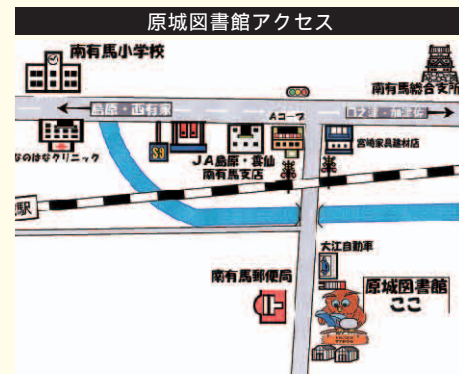 原城図書館アクセス
南有馬小学校
南有馬総合支所
島原・西有家
Aコープ
口之津・加津佐
なのはなクリニック
JA島原・雲仙
南有馬支店
宮崎家具建材店
駅
大江自動車
南有馬郵便局
原城図書館
ここ